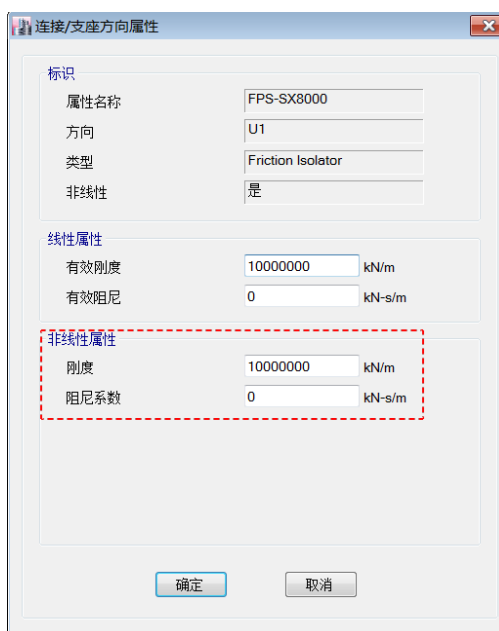 连接/支座方向属性
标识
属性名称 FPS-SX8000
方向 U1
类型 Friction Isolator
非线性 是
线性属性
有效刚度 10000000 kN/m
有效阻尼 0 kN-s/m
非线性属性
刚度 10000000 kN/m
阻尼系数 0 kN-s/m
确定 取消